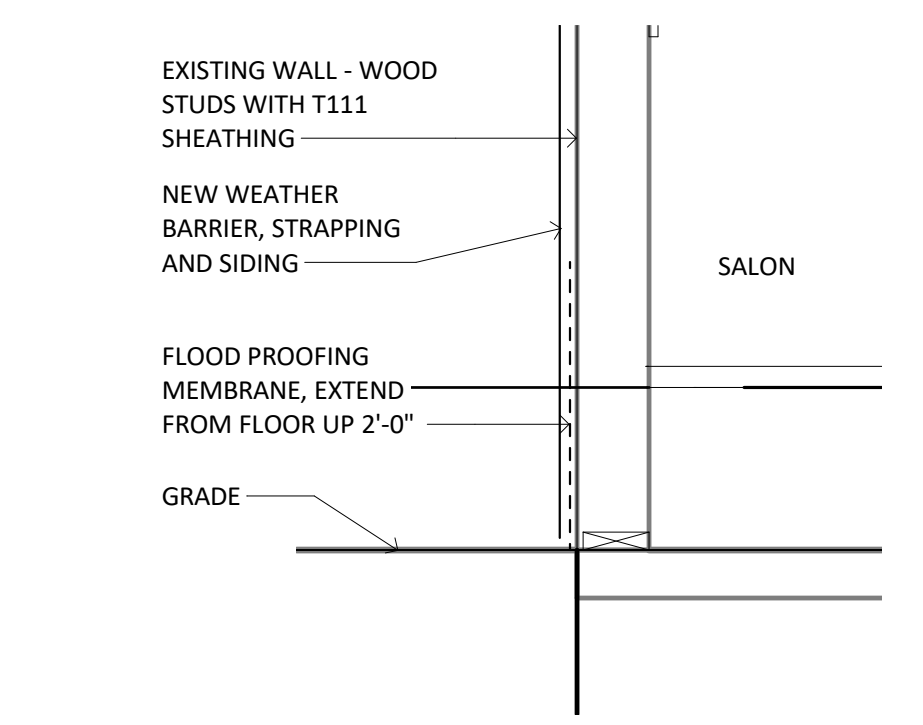 EXISTING WALL - WOOD
STUDS WITH T111
SHEATHING
NEW WEATHER
BARRIER, STRAPPING
AND SIDING
SALON
FLOOD PROOFING
MEMBRANE, EXTEND
FROM FLOOR UP 2'-0"
GRADE